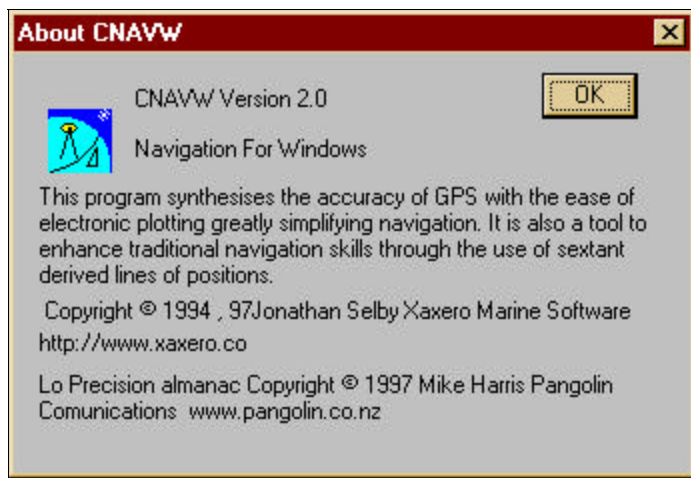 About CNAVW
CNAVW Version 2.0
OK
Navigation For Windows
This program synthesises the accuracy of GPS with the ease of
electronic plotting greatly simplifying navigation. It is also a tool to
enhance traditional navigation skills through the use of sextant
derived lines of positions.
Copyright © 1994 , 97Jonathan Selby Xaxero Marine Software
http://www.xaxero.co
Lo Precision almanac Copyright © 1997 Mike Harris Pangolin
Comunications www.pangolin.co.nz